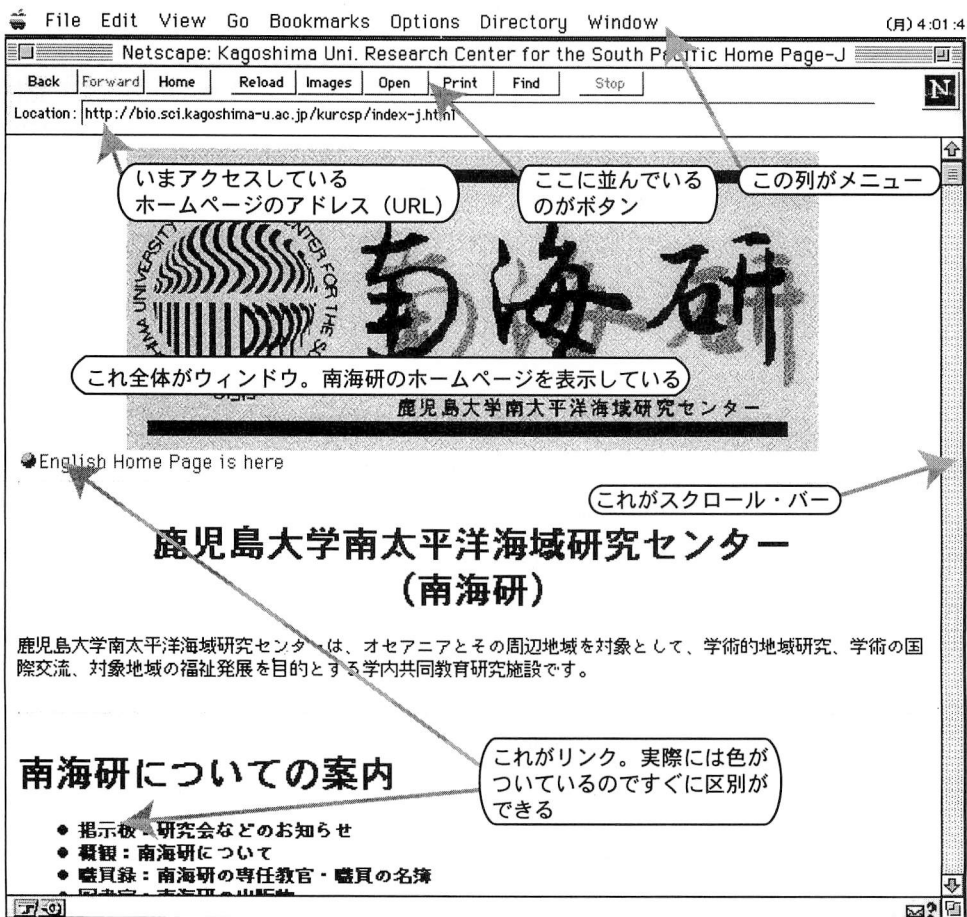 File Edit View Go Bookmarks Options Directory Window (月) 4:01:4
Netscape: Kagoshima Uni. Research Center for the South Pacific Home Page-J
Back Forward Home Reload Images Open Print Find Stop
N
Location: http://bio.sci.kagoshima-u.ac.jp/kurcsp/index-j.html
いまアクセスしている
ホームページのアドレス（URL）
ここに並んでいる
のがボタン
この列がメニュー
南海研
これ全体がウィンドウ。南海研のホームページを表示している
鹿児島大学南太平洋海域研究センター
English Home Page is here
これがスクロール・バー
鹿児島大学南太平洋海域研究センター
（南海研）
鹿児島大学南太平洋海域研究センターは、オセアニアとその周辺地域を対象として、学術的地域研究、学術の国
際交流、対象地域の福祉発展を目的とする学内共同教育研究施設です。
南海研についての案内
これがリンク。実際には色が
ついているのですぐに区別が
できる
● 掲示板：研究会などのお知らせ
● 概観：南海研について
● 職員録：南海研の専任教官・職員の名簿